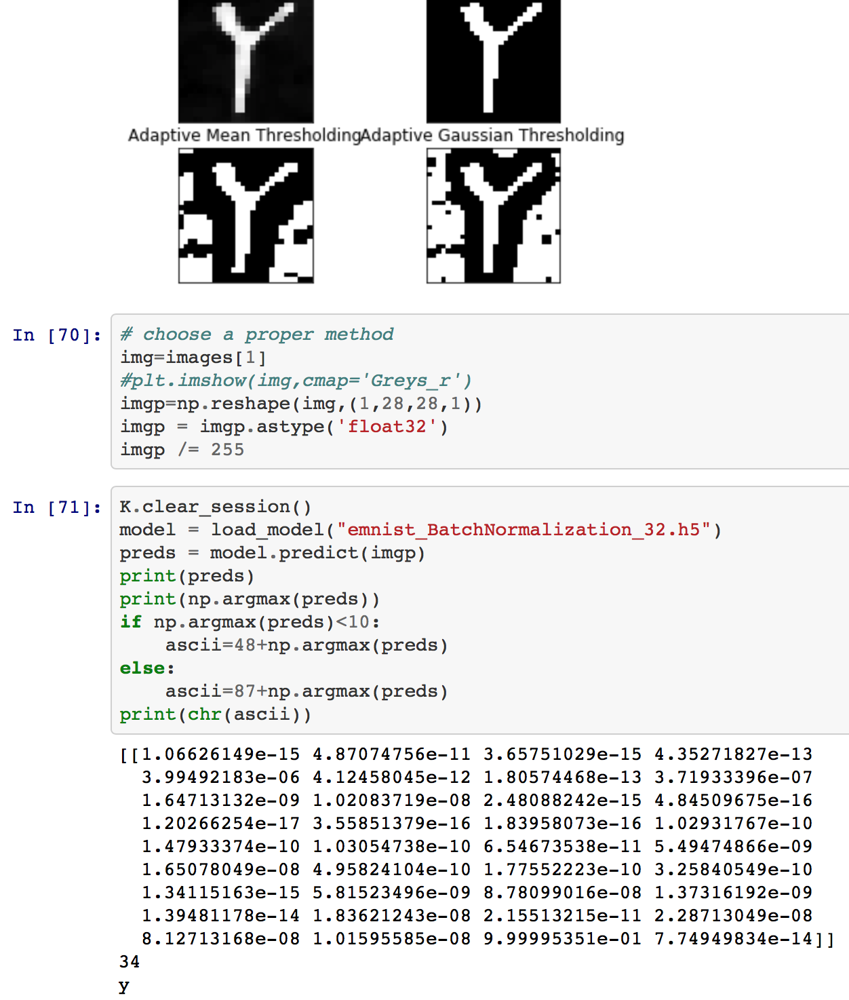 Adaptive Mean Thresholding Adaptive Gaussian Thresholding
In [70]:
# choose a proper method
img=images[1]
#plt.imshow(img,cmap='Greys_r')
imgp=np.reshape(img,(1,28,28,1))
imgp = imgp.astype('float32')
imgp /= 255
In [71]:
K.clear_session()
model = load_model("emnist_BatchNormalization_32.h5")
preds = model.predict(imgp)
print(preds)
print(np.argmax(preds))
if np.argmax(preds)<10:
    ascii=48+np.argmax(preds)
else:
    ascii=87+np.argmax(preds)
print(chr(ascii))
[[1.06626149e-15 4.87074756e-11 3.65751029e-15 4.35271827e-13
  3.99492183e-06 4.12458045e-12 1.80574468e-13 3.71933396e-07
  1.64713132e-09 1.02083719e-08 2.48088242e-15 4.84509675e-16
  1.20266254e-17 3.55851379e-16 1.83958073e-16 1.02931767e-10
  1.47933374e-10 1.03054738e-10 6.54673538e-11 5.49474866e-09
  1.65078049e-08 4.95824104e-10 1.77552223e-10 3.25840549e-10
  1.34115163e-15 5.81523496e-09 8.78099016e-08 1.37316192e-09
  1.39481178e-14 1.83621243e-08 2.15513215e-11 2.28713049e-08
  8.12713168e-08 1.01595585e-08 9.99995351e-01 7.74949834e-14]]
34
y